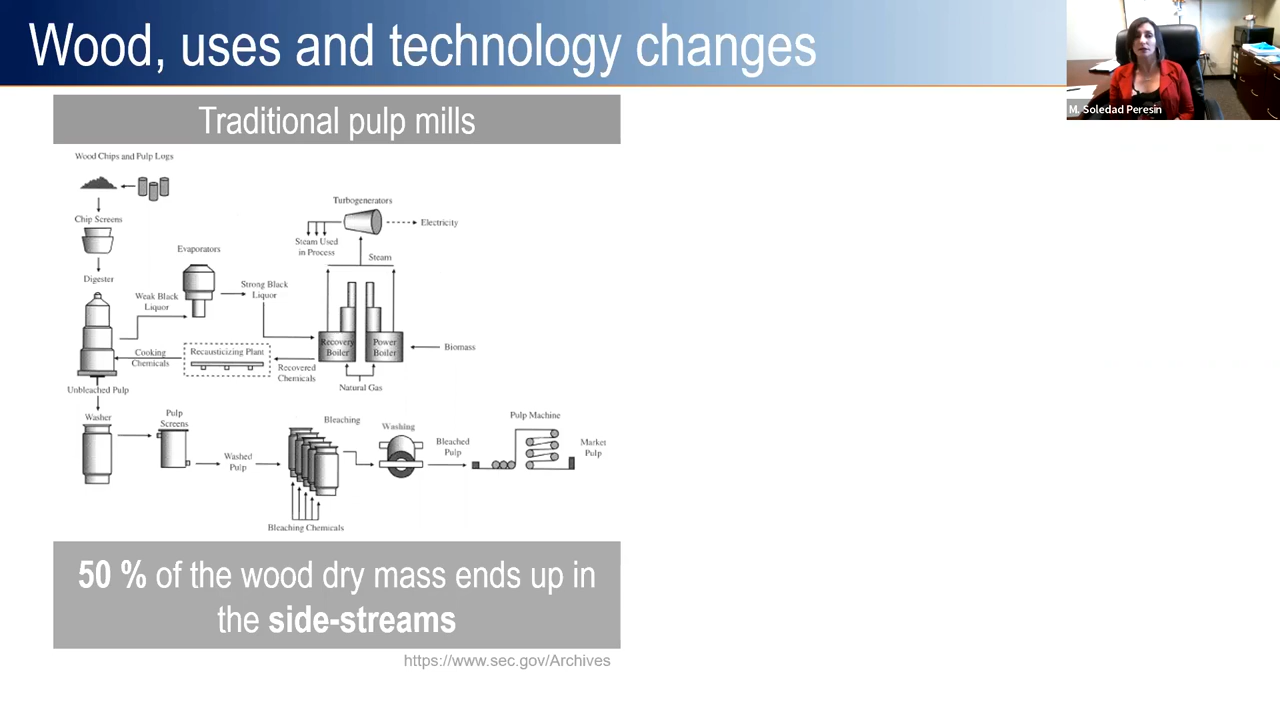 Wood, uses and technology changes
M. Soledad Peresin
Traditional pulp mills
Wood Chips and Pulp Logs
Chip Screens
Digester
Evaporators
Weak Black
Liquor
Strong Black
Liquor
Turbogenerators
Electricity
Steam Used
in Process
Steam
Recovery
Boiler
Power
Boiler
Biomass
Natural Gas
Cooking
Chemicals
Recausticizing Plant
Recovered
Chemicals
Unbleached Pulp
Washer
Pulp
Screens
Washed
Pulp
Bleaching
Bleaching Chemicals
Washing
Bleached
Pulp
Pulp Machine
Market
Pulp
50 % of the wood dry mass ends up in
the side-streams
https://www.sec.gov/Archives